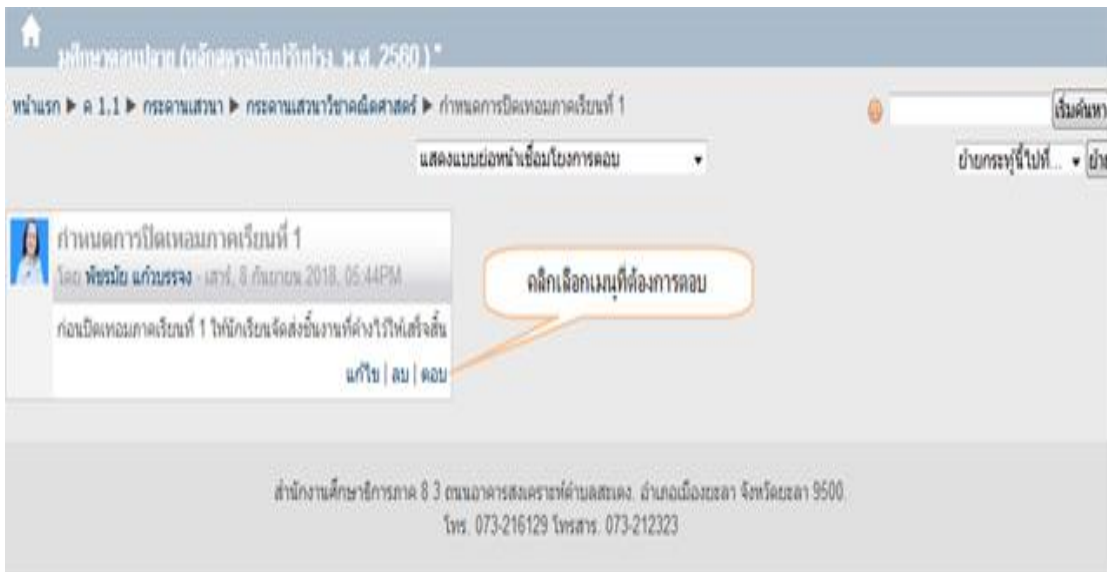 มศึกษาตอนปลาย (หลักสูตรฉบับปรับปรุง พ.ศ. 2560 ) "
หน้าแรก ▶ ค 1.1 ▶ กระดานเสวนา ▶ กระดานเสวนาวิชาคณิตศาสตร์ ▶ กำหนดการปิดเทอมภาคเรียนที่ 1
เริ่มค้นหา
แสดงแบบย่อหน้าเชื่อมโยงการตอบ
ย้ายกระทู้นี้ไปที่...
ย้าย
กำหนดการปิดเทอมภาคเรียนที่ 1
โดย พัชรมัย แก้วบรรจง - เสาร์, 8 กันยายน 2018, 05:44PM
คลิกเลือกเมนูที่ต้องการตอบ
ก่อนปิดเทอมภาคเรียนที่ 1 ให้นักเรียนจัดส่งชิ้นงานที่ค้างไว้ให้เสร็จสิ้น
แก้ไข | ลบ | ตอบ
สำนักงานศึกษาธิการภาค 8 3 ถนนอาคารสงเคราะห์ตำบลสะเตง. อำเภอเมืองยะลา จังหวัดยะลา 9500
โทร. 073-216129 โทรสาร. 073-212323